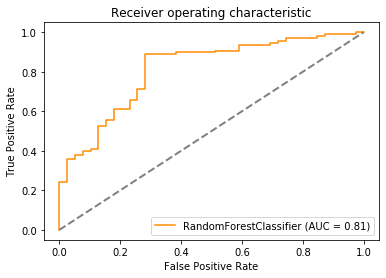 Receiver operating characteristic
True Positive Rate
1.0
0.8
0.6
0.4
0.2
0.0
RandomForestClassifier (AUC = 0.81)
0.0 0.2 0.4 0.6 0.8 1.0
False Positive Rate